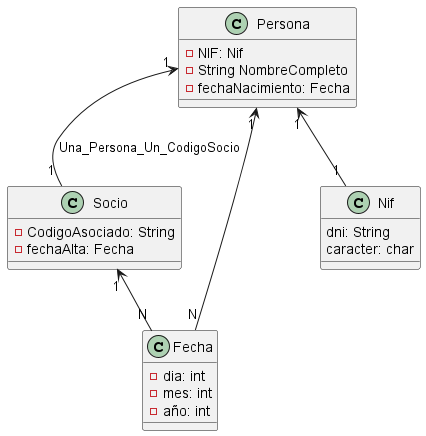 C Persona
NIF: Nif
String NombreCompleto
fechaNacimiento: Fecha
1
1
1
Una_Persona_Un_CodigoSocio
1
1
C Socio
CodigoAsociado: String
fechaAlta: Fecha
C Nif
dni: String
caracter: char
1
N
N
C Fecha
dia: int
mes: int
año: int